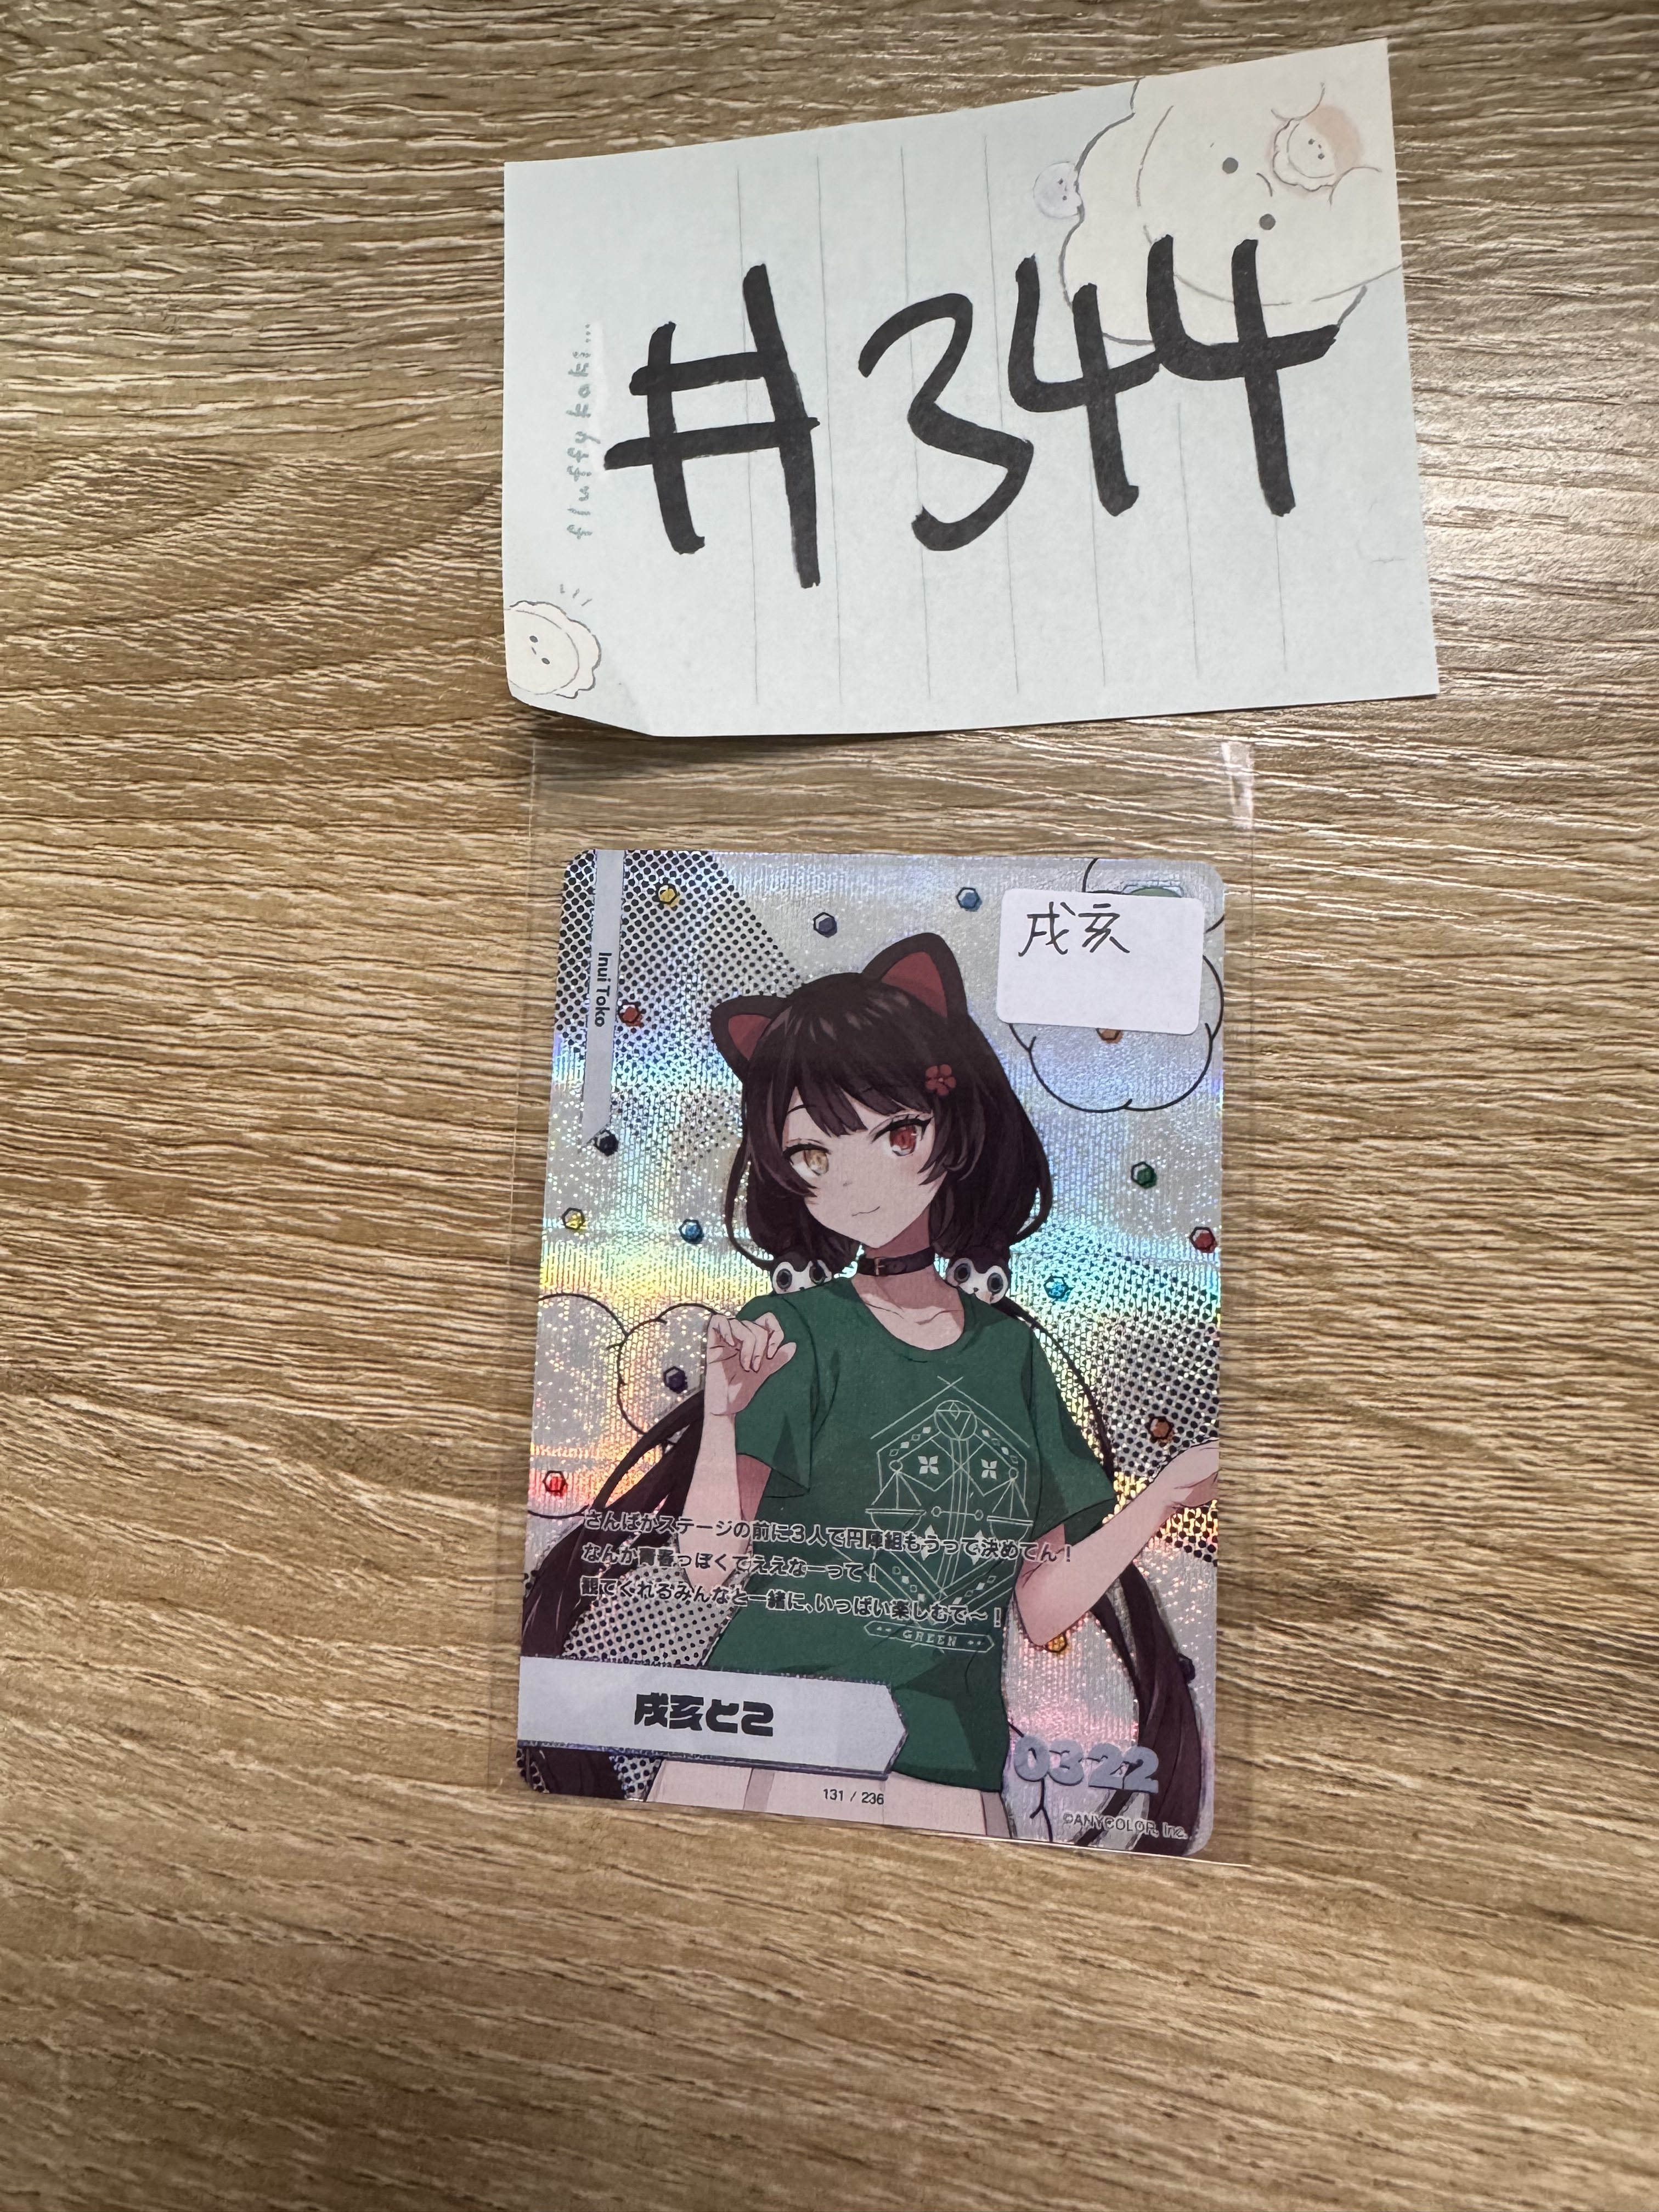 #344
fluffy kaki...
戌亥
Inui Toko
さんばかステージの前に3人で円陣組もうって決めてん！
なんか青春っぽくてええなーって！
観てくれるみんなと一緒に、いっぱい楽しむで～！
GREEN
戌亥とこ
0322
131 / 236
©ANYCOLOR, Inc.